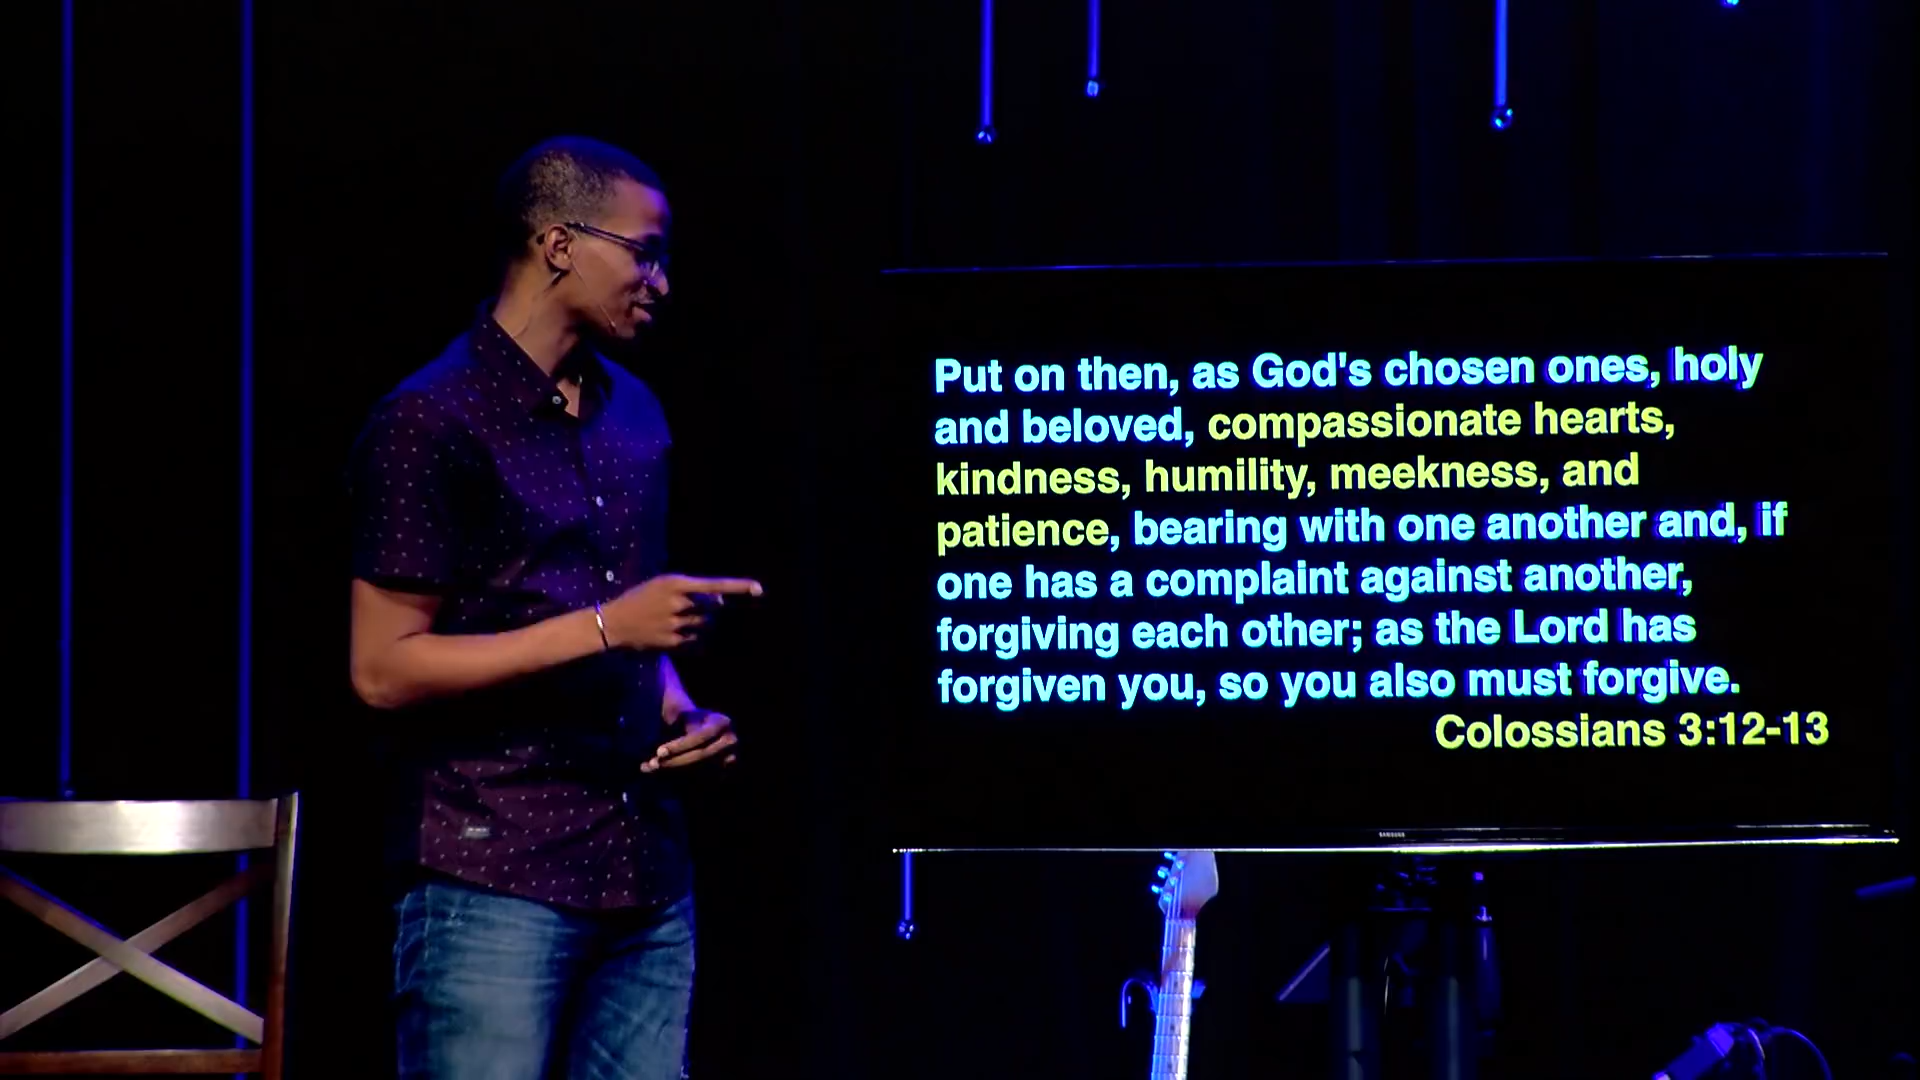 Put on then, as God's chosen ones, holy
and beloved, compassionate hearts,
kindness, humility, meekness, and
patience, bearing with one another and, if
one has a complaint against another,
forgiving each other; as the Lord has
forgiven you, so you also must forgive.
Colossians 3:12-13
SAMSUNG